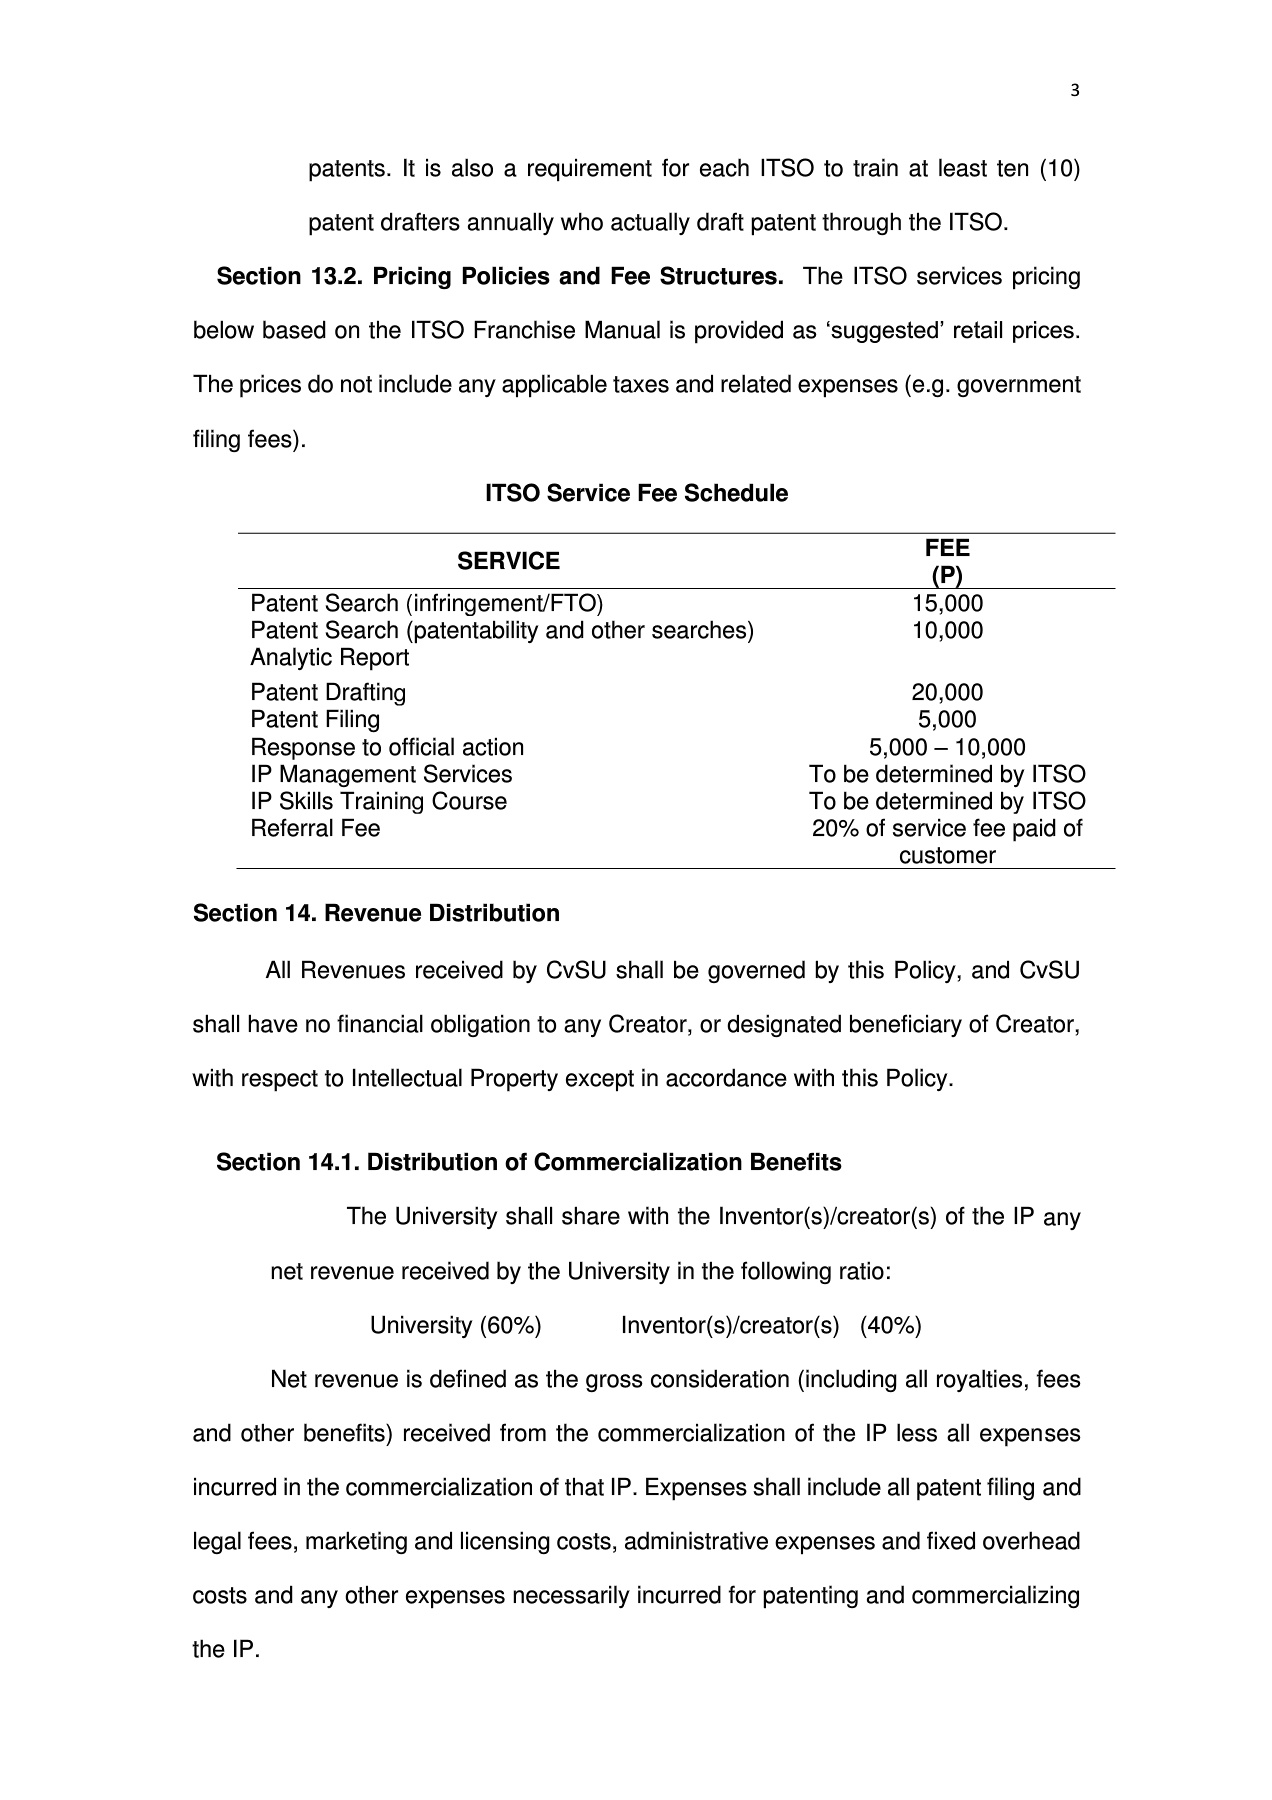 3
patents. It is also a requirement for each ITSO to train at least ten (10)
patent drafters annually who actually draft patent through the ITSO.
Section 13.2. Pricing Policies and Fee Structures. The ITSO services pricing
below based on the ITSO Franchise Manual is provided as ‘suggested’ retail prices.
The prices do not include any applicable taxes and related expenses (e.g. government
filing fees).
ITSO Service Fee Schedule
SERVICE FEE
(P)
Patent Search (infringement/FTO) 15,000
Patent Search (patentability and other searches) 10,000
Analytic Report
Patent Drafting 20,000
Patent Filing 5,000
Response to official action 5,000 – 10,000
IP Management Services To be determined by ITSO
IP Skills Training Course To be determined by ITSO
Referral Fee 20% of service fee paid of
customer
Section 14. Revenue Distribution
All Revenues received by CvSU shall be governed by this Policy, and CvSU
shall have no financial obligation to any Creator, or designated beneficiary of Creator,
with respect to Intellectual Property except in accordance with this Policy.
Section 14.1. Distribution of Commercialization Benefits
The University shall share with the Inventor(s)/creator(s) of the IP any
net revenue received by the University in the following ratio:
University (60%) Inventor(s)/creator(s) (40%)
Net revenue is defined as the gross consideration (including all royalties, fees
and other benefits) received from the commercialization of the IP less all expenses
incurred in the commercialization of that IP. Expenses shall include all patent filing and
legal fees, marketing and licensing costs, administrative expenses and fixed overhead
costs and any other expenses necessarily incurred for patenting and commercializing
the IP.